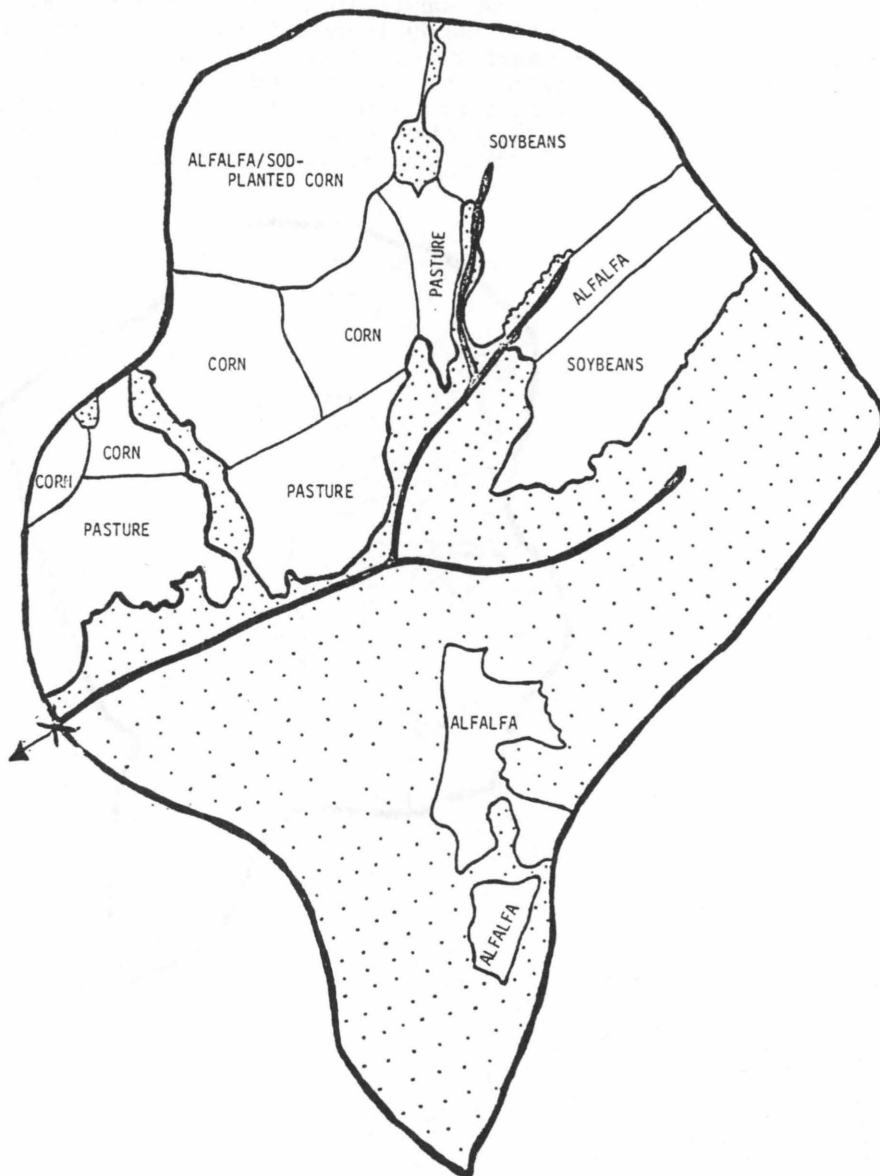 ALFALFA/SOD-
PLANTED CORN
SOYBEANS
PASTURE
ALFALFA
CORN
CORN
SOYBEANS
CORN
CORN
PASTURE
PASTURE
ALFALFA
ALFALFA